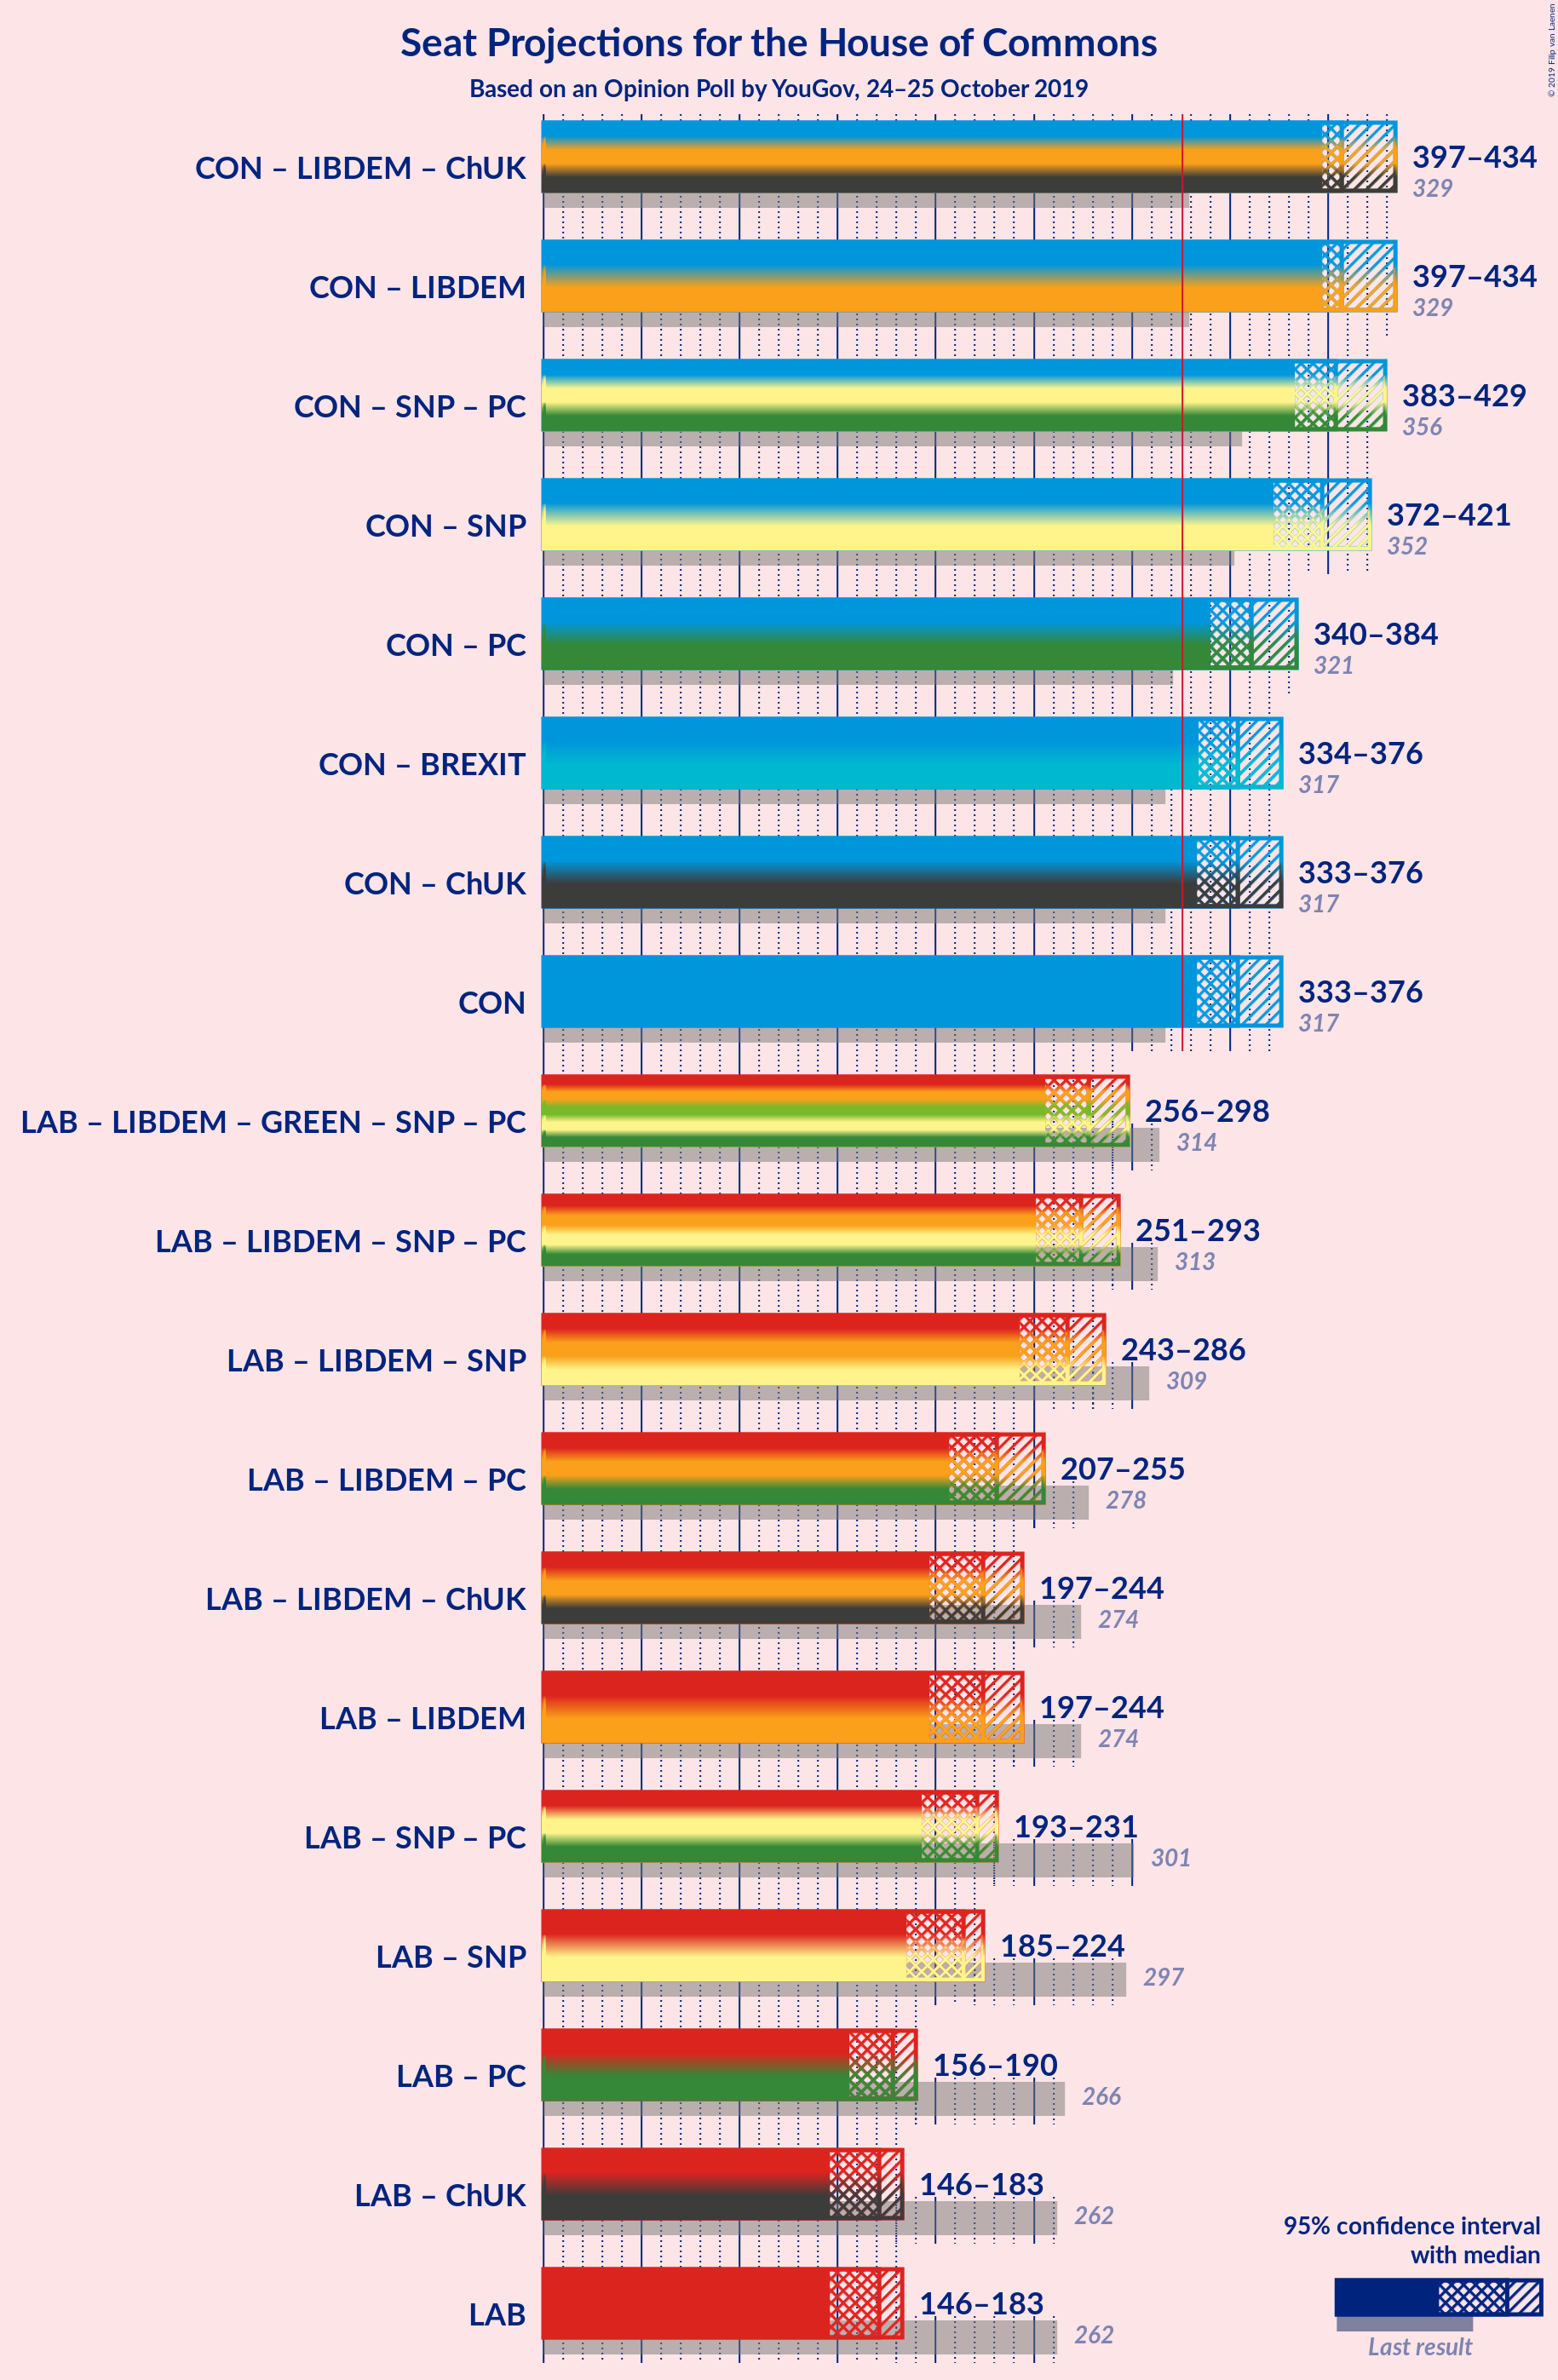 Seat Projections for the House of Commons
Based on an Opinion Poll by YouGov, 24–25 October 2019
© 2019 Filip van Laenen
CON – LIBDEM – ChUK
397–434
329
CON – LIBDEM
397–434
329
CON – SNP – PC
383–429
356
CON – SNP
372–421
352
CON – PC
340–384
321
CON – BREXIT
334–376
317
CON – ChUK
333–376
317
CON
333–376
317
LAB – LIBDEM – GREEN – SNP – PC
256–298
314
LAB – LIBDEM – SNP – PC
251–293
313
LAB – LIBDEM – SNP
243–286
309
LAB – LIBDEM – PC
207–255
278
LAB – LIBDEM – ChUK
197–244
274
LAB – LIBDEM
197–244
274
LAB – SNP – PC
193–231
301
LAB – SNP
185–224
297
LAB – PC
156–190
266
LAB – ChUK
146–183
262
LAB
146–183
262
95% confidence interval
with median
Last result